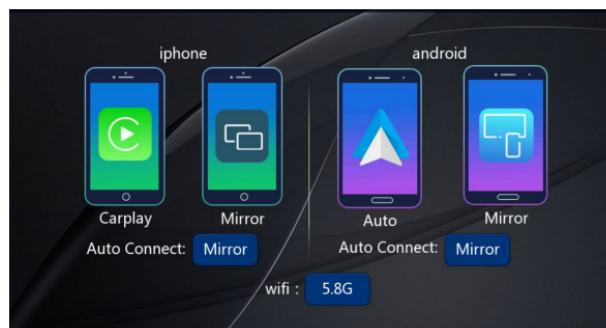 iphone
android
Carplay
Mirror
Auto
Mirror
Auto Connect: Mirror
Auto Connect: Mirror
wifi : 5.8G